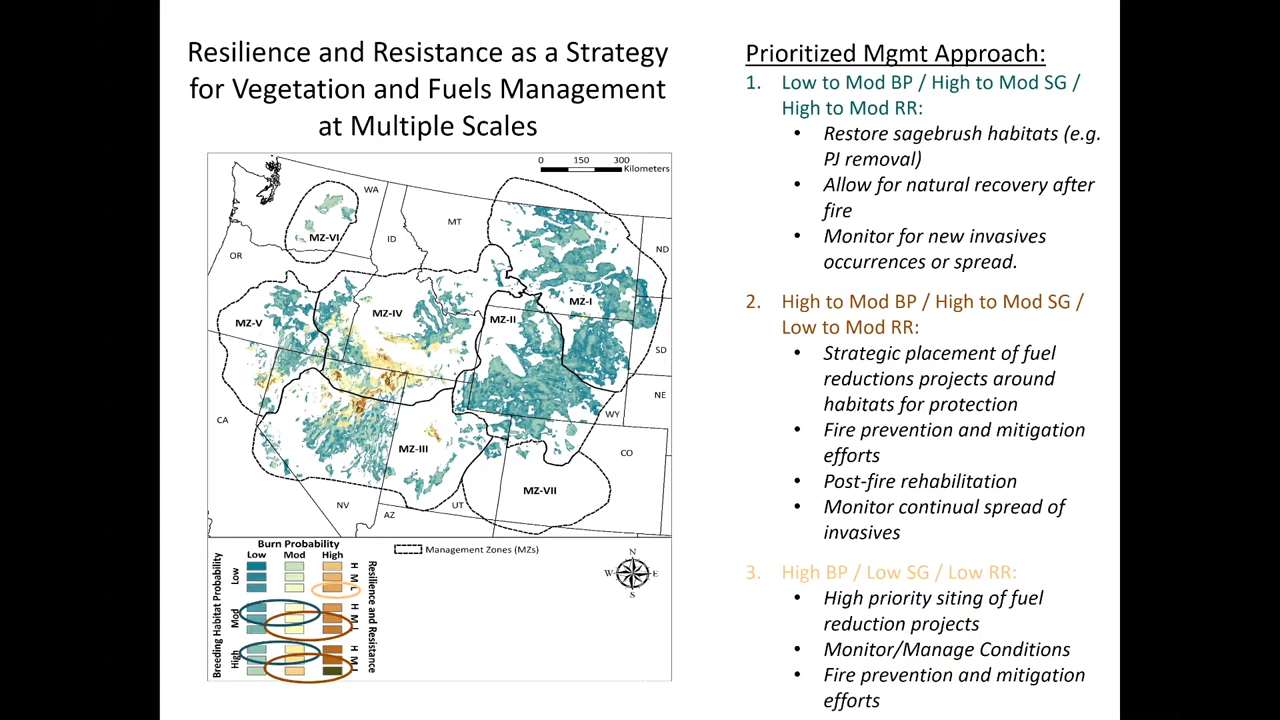 Resilience and Resistance as a Strategy
for Vegetation and Fuels Management
at Multiple Scales
0 150 300
Kilometers
WA
MZ-VI
MT
ID
ND
OR
MZ-I
MZ-IV
MZ-II
MZ-V
SD
NE
WY
CA
MZ-III
CO
MZ-VII
NV
UT
AZ
Burn Probability
Low Mod High
Management Zones (MZs)
N
W E
S
Breeding Habitat Probability
Low
Mod
High
H
M
L
H
M
L
H
M
L
Resilience and Resistance
Prioritized Mgmt Approach:
1. Low to Mod BP / High to Mod SG /
High to Mod RR:
• Restore sagebrush habitats (e.g.
PJ removal)
• Allow for natural recovery after
fire
• Monitor for new invasives
occurrences or spread.
2. High to Mod BP / High to Mod SG /
Low to Mod RR:
• Strategic placement of fuel
reductions projects around
habitats for protection
• Fire prevention and mitigation
efforts
• Post-fire rehabilitation
• Monitor continual spread of
invasives
3. High BP / Low SG / Low RR:
• High priority siting of fuel
reduction projects
• Monitor/Manage Conditions
• Fire prevention and mitigation
efforts